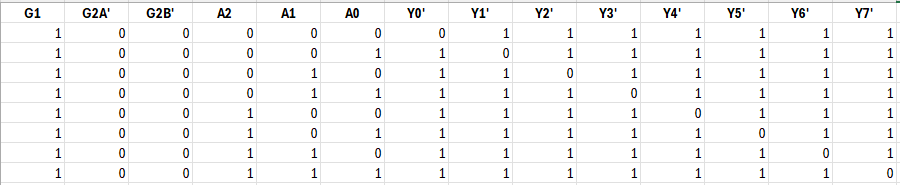 G1 G2A' G2B' A2 A1 A0 Y0' Y1' Y2' Y3' Y4' Y5' Y6' Y7'
1 0 0 0 0 0 0 1 1 1 1 1 1 1
1 0 0 0 0 1 1 0 1 1 1 1 1 1
1 0 0 0 1 0 1 1 0 1 1 1 1 1
1 0 0 0 1 1 1 1 1 0 1 1 1 1
1 0 0 1 0 0 1 1 1 1 0 1 1 1
1 0 0 1 0 1 1 1 1 1 1 0 1 1
1 0 0 1 1 0 1 1 1 1 1 1 0 1
1 0 0 1 1 1 1 1 1 1 1 1 1 0